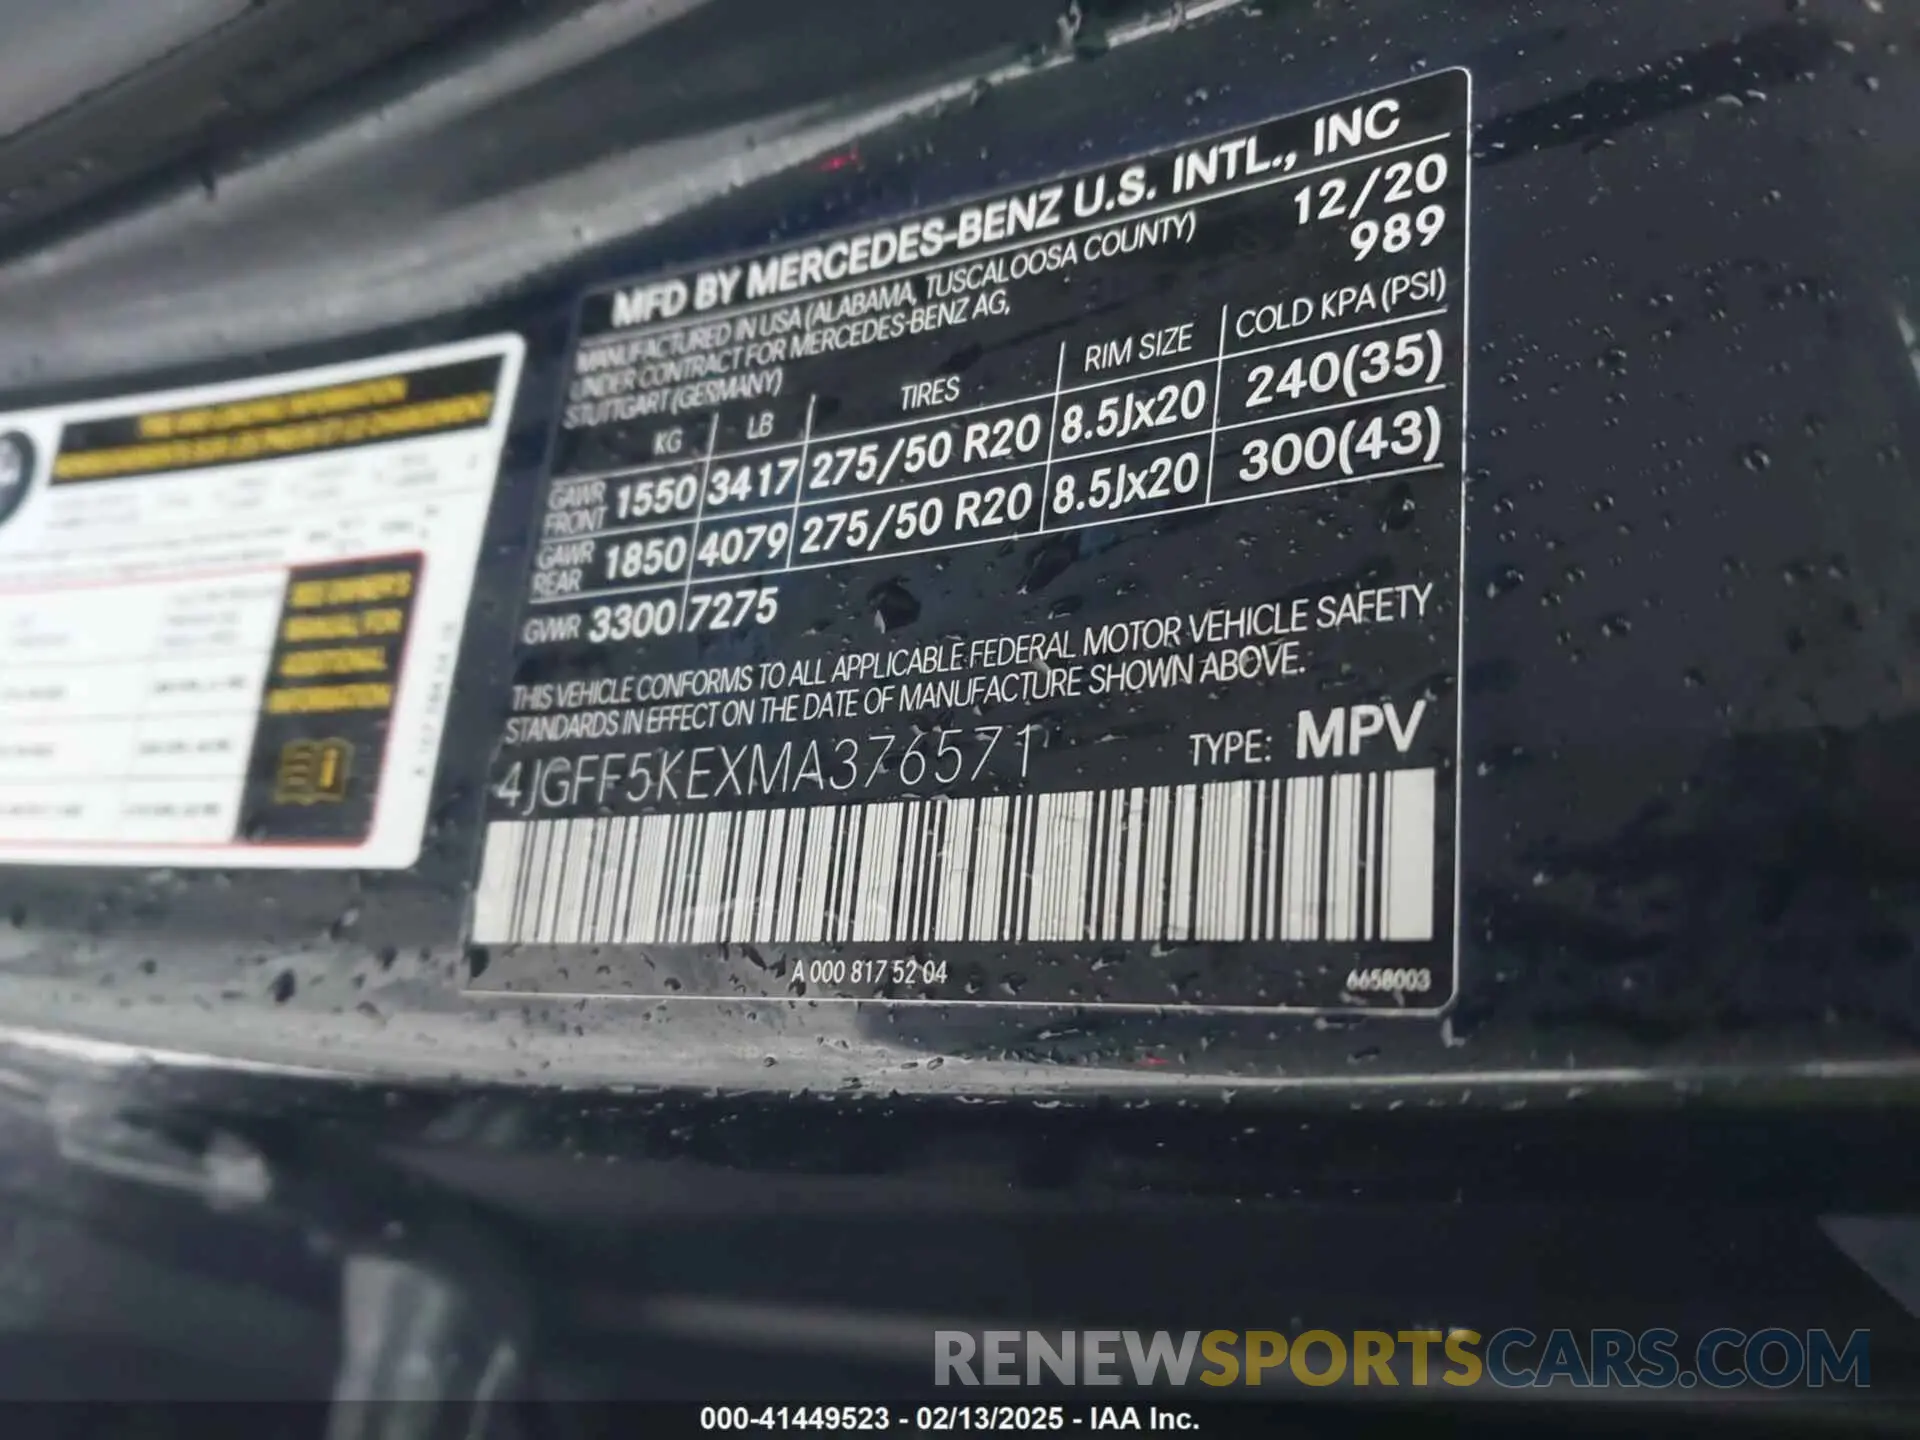 MFD BY MERCEDES-BENZ U.S. INTL., INC
MANUFACTURED IN USA (ALABAMA, TUSCALOOSA COUNTY)
UNDER CONTRACT FOR MERCEDES-BENZ AG,
STUTTGART (GERMANY)
12/20
989
KG LB TIRES RIM SIZE COLD KPA (PSI)
GAWR FRONT 1550 3417 275/50 R20 8.5Jx20 240(35)
GAWR REAR 1850 4079 275/50 R20 8.5Jx20 300(43)
GVWR 3300 7275
THIS VEHICLE CONFORMS TO ALL APPLICABLE FEDERAL MOTOR VEHICLE SAFETY
STANDARDS IN EFFECT ON THE DATE OF MANUFACTURE SHOWN ABOVE.
4JGFF5KEXMA376571 TYPE: MPV
A 000 817 52 04
6658003
SEE OWNER'S
MANUAL FOR
ADDITIONAL
INFORMATION
RENEWSPORTSCARS.COM
000-41449523 - 02/13/2025 - IAA Inc.